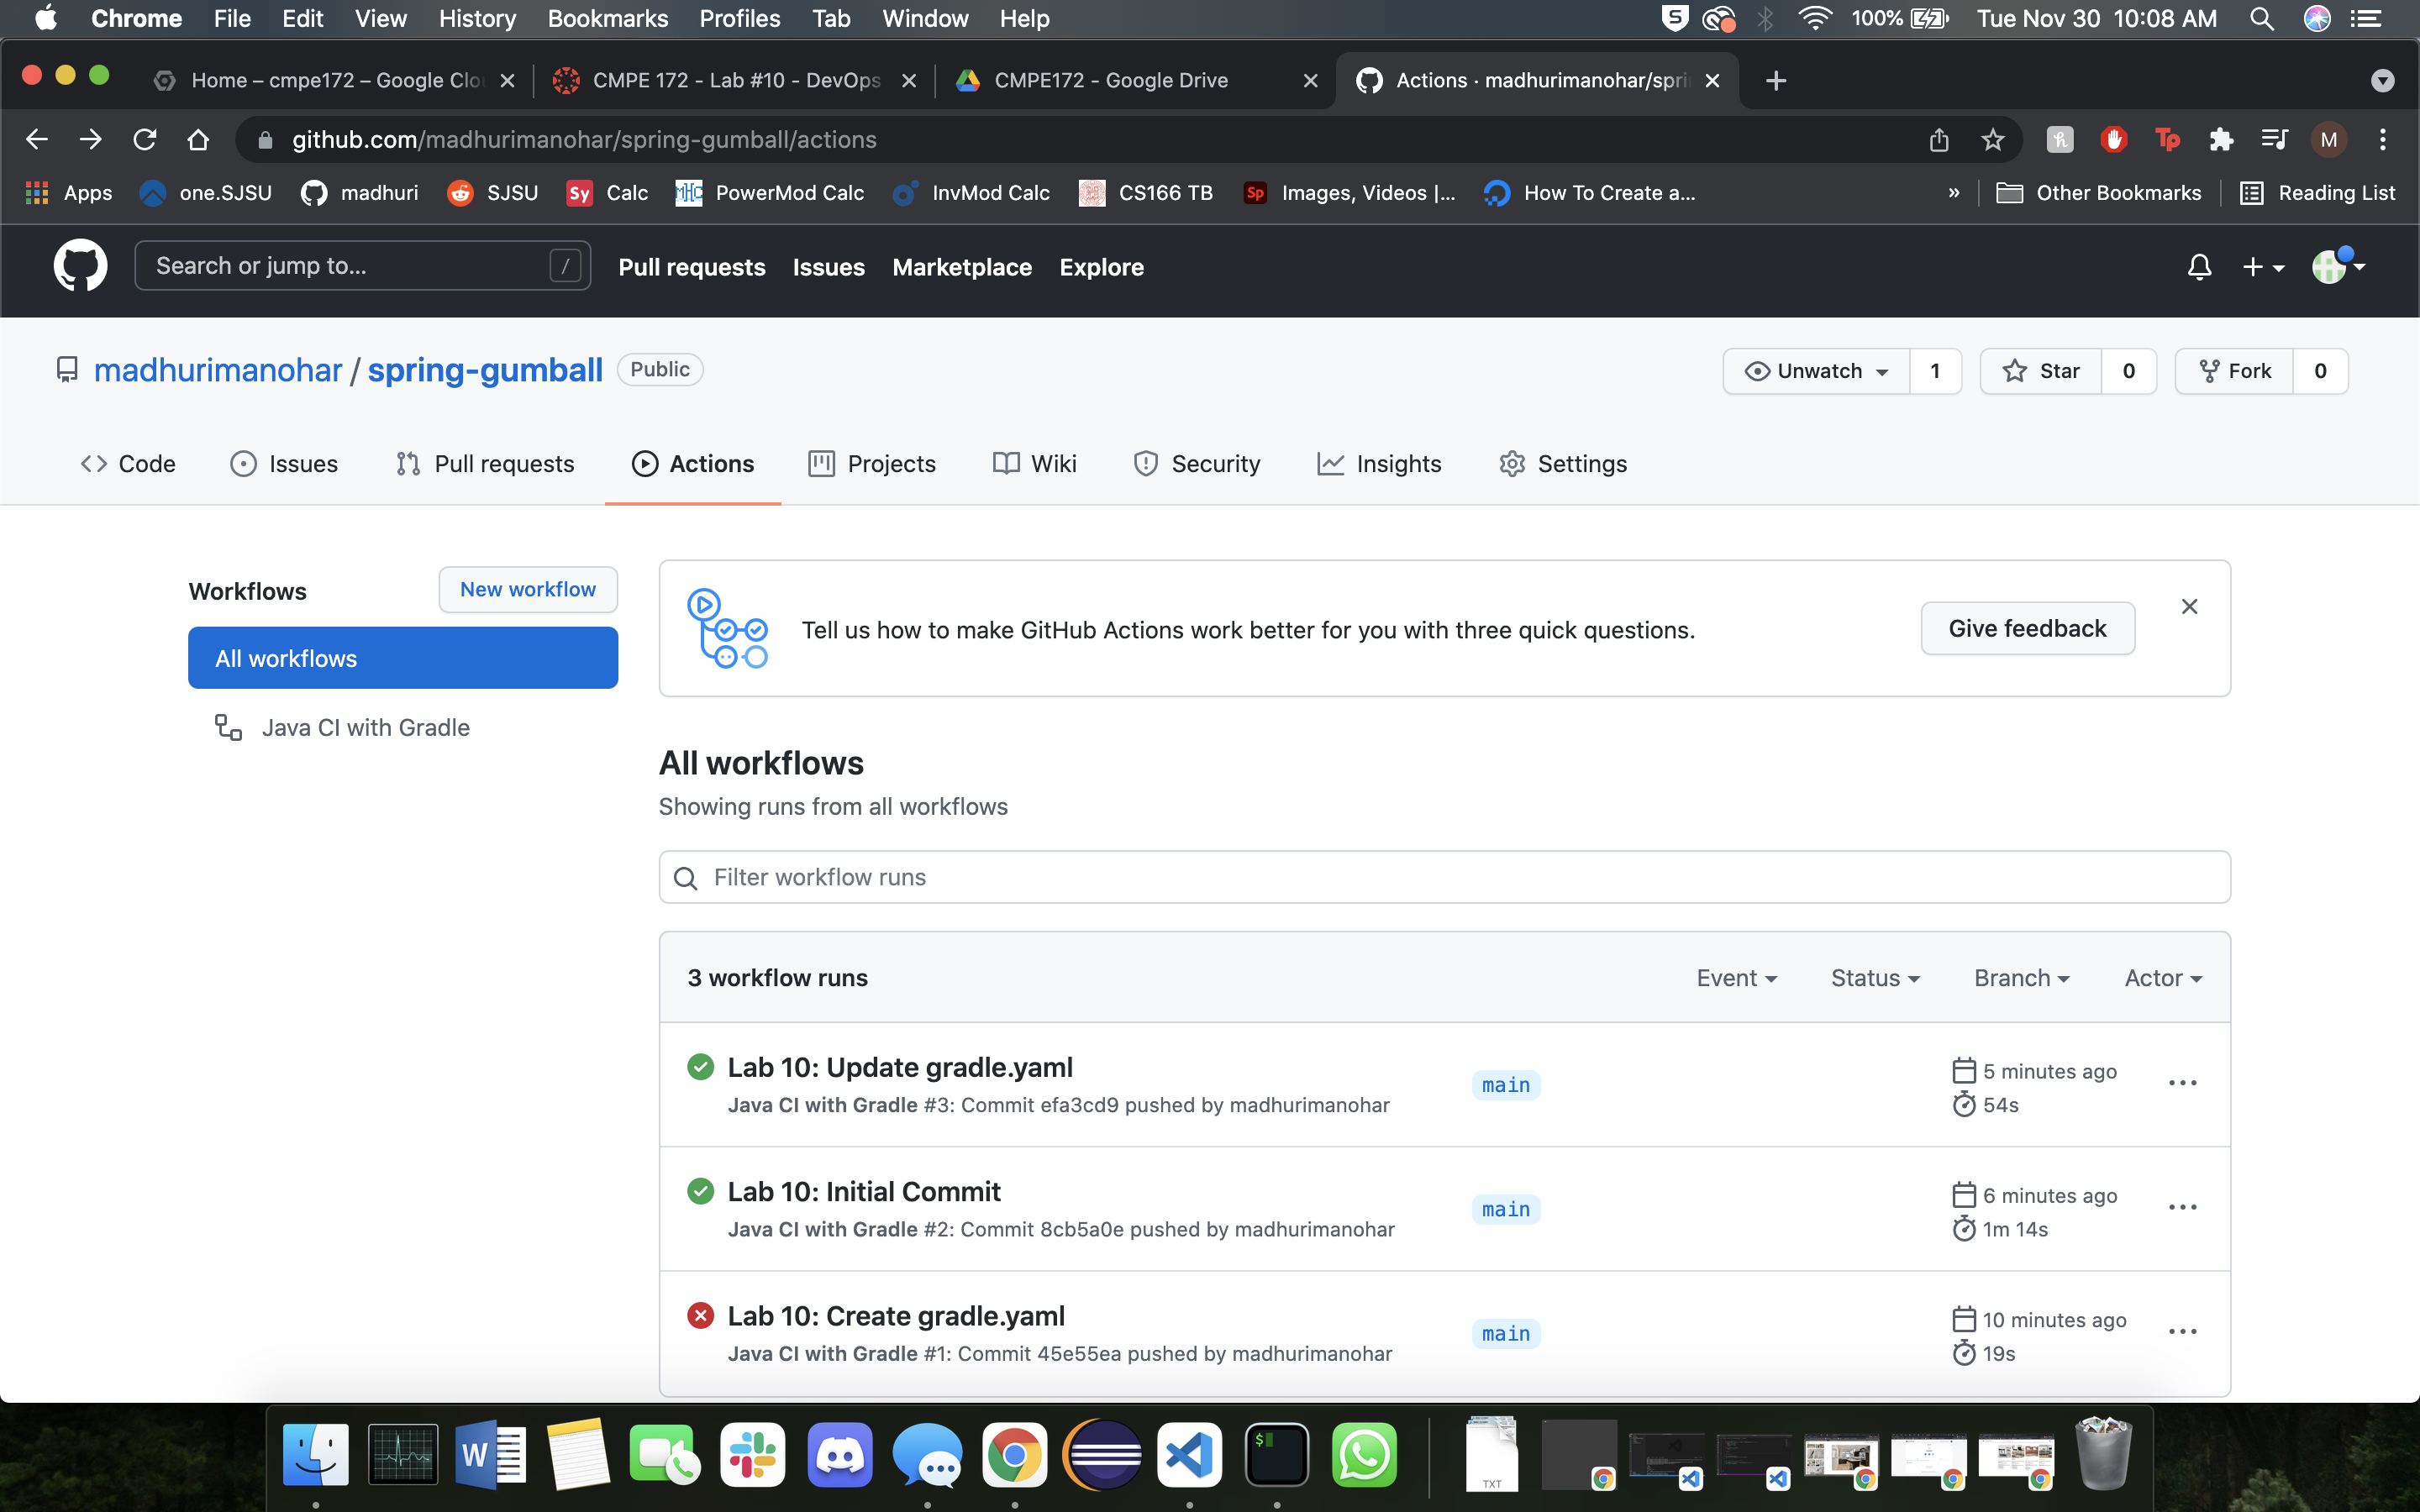 Chrome File Edit View History Bookmarks Profiles Tab Window Help 100% Tue Nov 30 10:08 AM
Home – cmpe172 – Google Clou CMPE 172 - Lab #10 - DevOps CMPE172 - Google Drive Actions · madhurimanohar/spri
github.com/madhurimanohar/spring-gumball/actions M
Apps one.SJSU madhuri SJSU Sy Calc MHC PowerMod Calc InvMod Calc CS166 TB Sp Images, Videos |... How To Create a... » Other Bookmarks Reading List
Search or jump to... / Pull requests Issues Marketplace Explore
madhurimanohar / spring-gumball Public Unwatch 1 Star 0 Fork 0
Code Issues Pull requests Actions Projects Wiki Security Insights Settings
Workflows New workflow
All workflows
Java CI with Gradle
Tell us how to make GitHub Actions work better for you with three quick questions. Give feedback
All workflows
Showing runs from all workflows
Filter workflow runs
3 workflow runs Event Status Branch Actor
Lab 10: Update gradle.yaml
Java CI with Gradle #3: Commit efa3cd9 pushed by madhurimanohar
main
5 minutes ago
54s
Lab 10: Initial Commit
Java CI with Gradle #2: Commit 8cb5a0e pushed by madhurimanohar
main
6 minutes ago
1m 14s
Lab 10: Create gradle.yaml
Java CI with Gradle #1: Commit 45e55ea pushed by madhurimanohar
main
10 minutes ago
19s
W
$
TXT